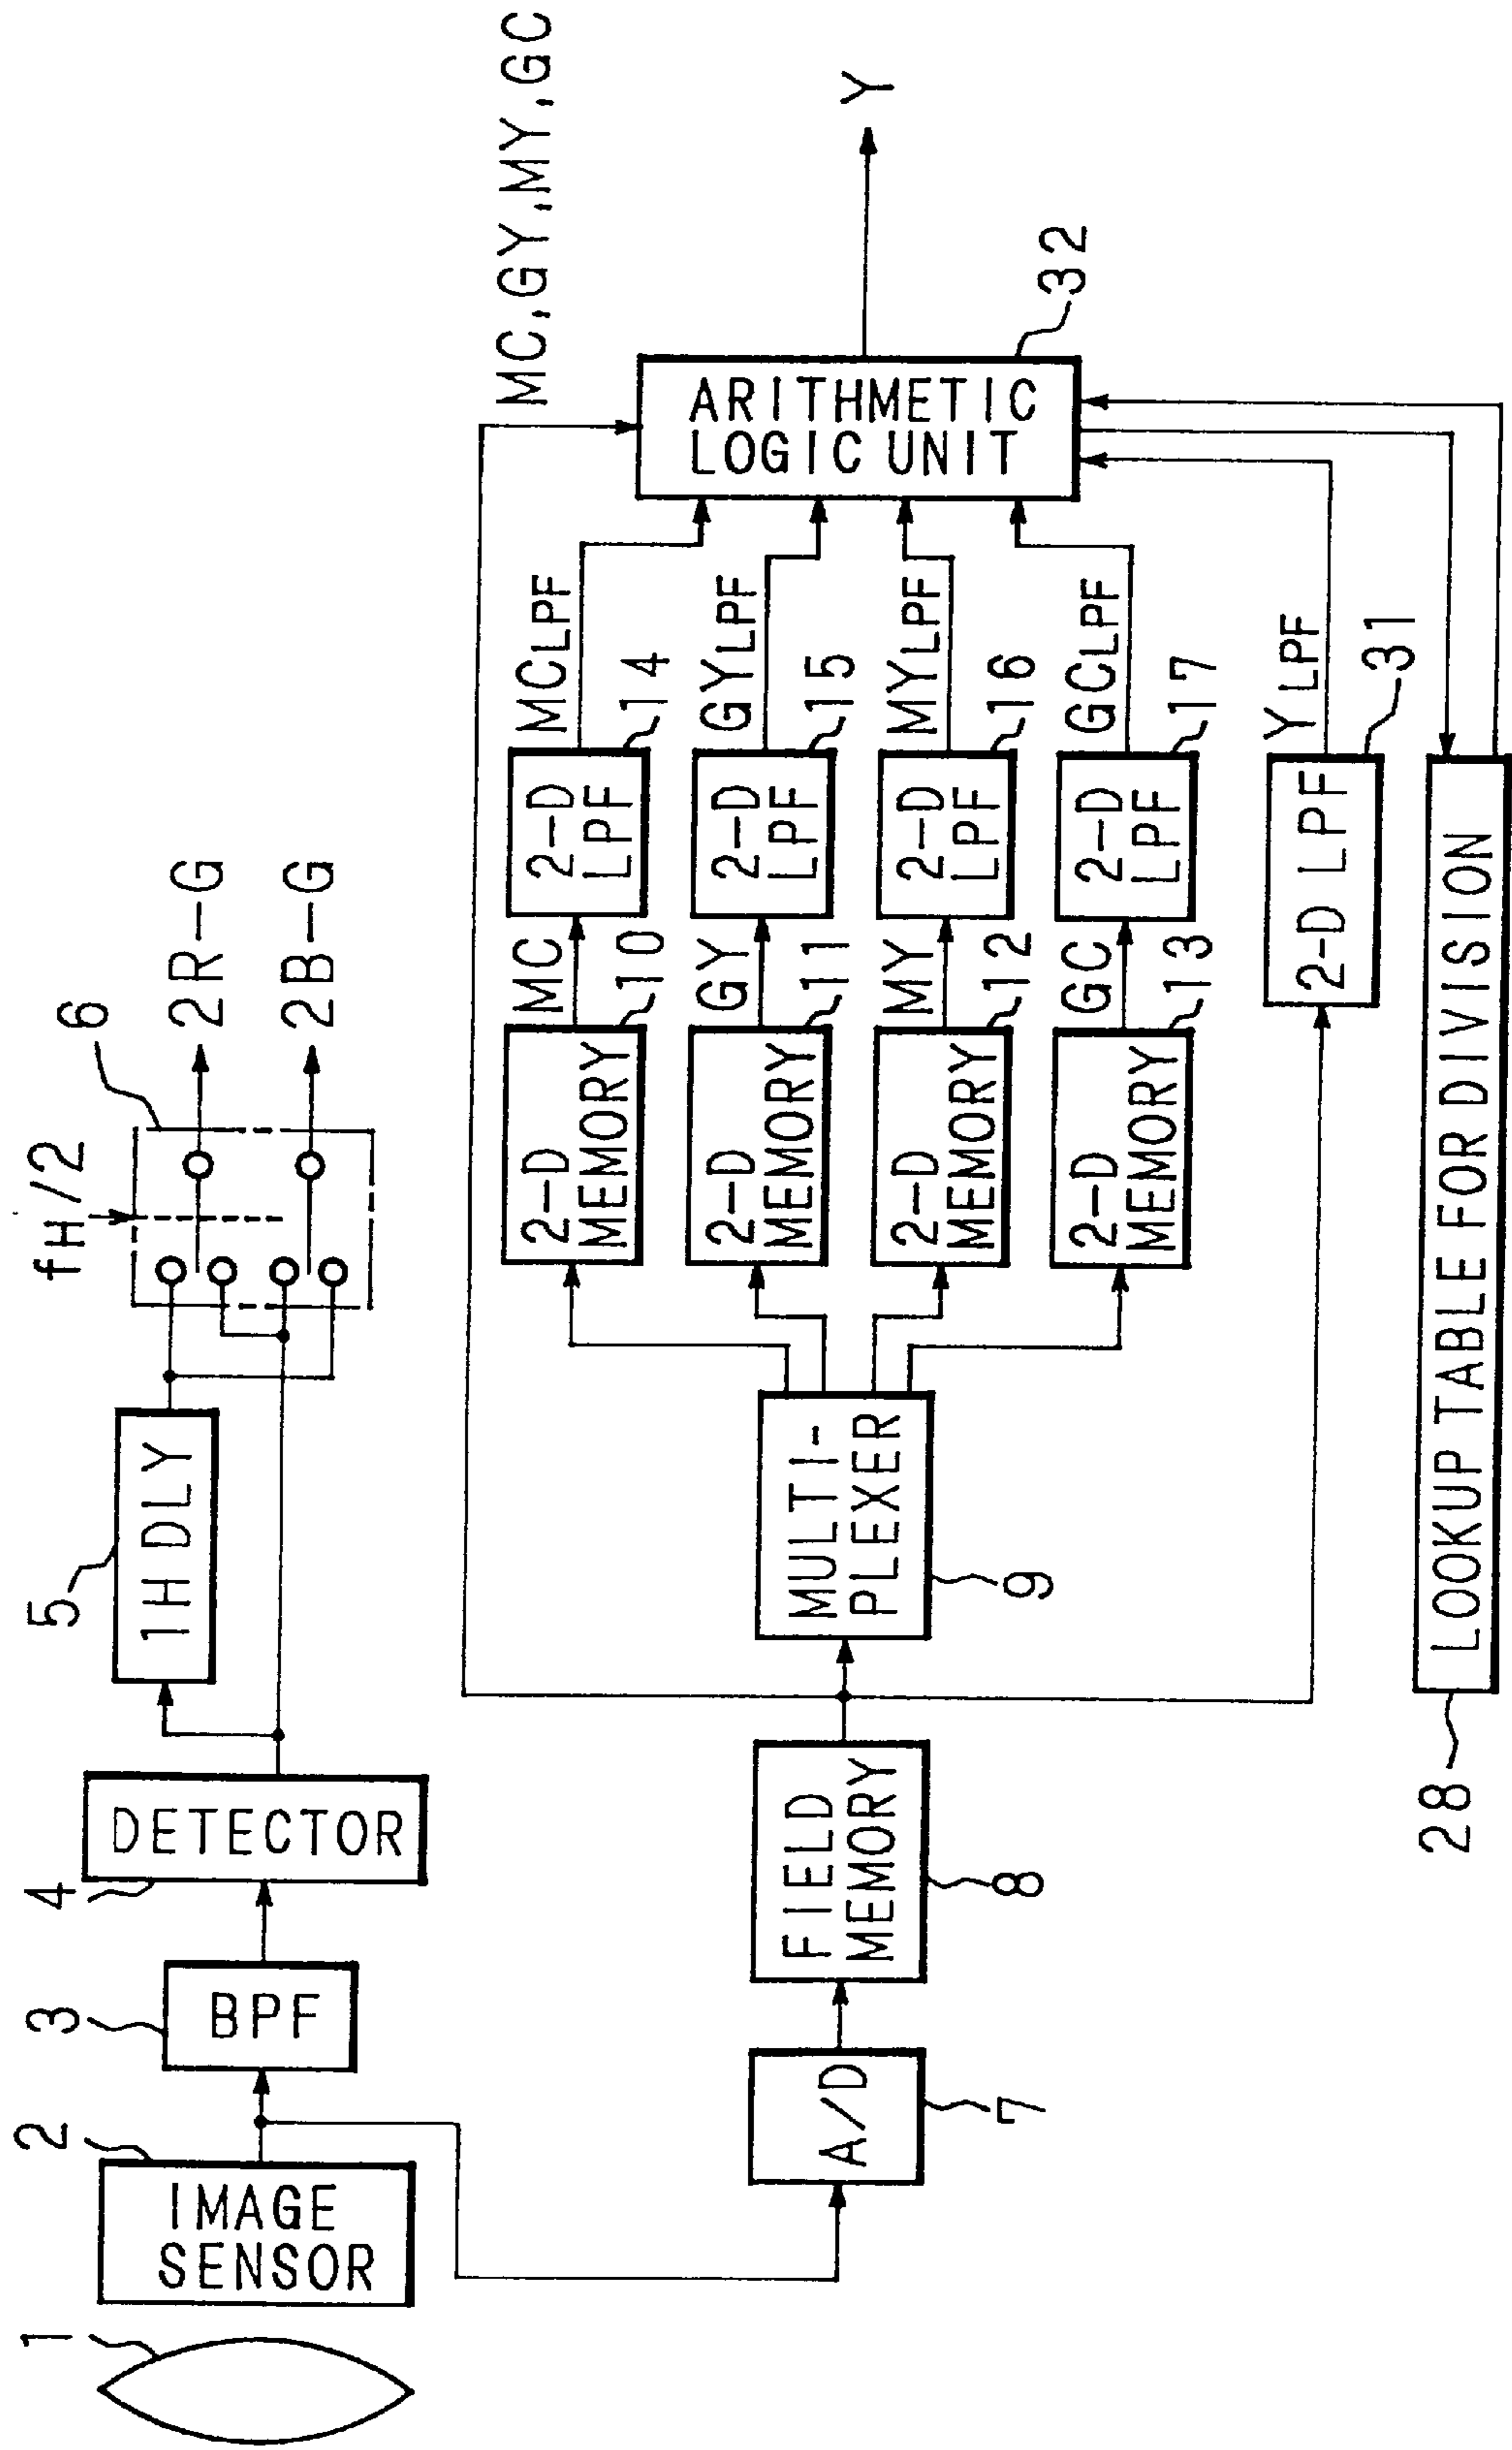 1
2
IMAGE
SENSOR
3
BPF
4
DETECTOR
5
1HDLY
fH/2
6
2R-G
2B-G
7
A/D
8
FIELD
MEMORY
9
MULTI-
PLEXER
2-D
MEMORY
10
MC
2-D
LPF
14
MCLPF
2-D
MEMORY
11
GY
2-D
LPF
15
GYLPF
2-D
MEMORY
12
MY
2-D
LPF
16
MYLPF
2-D
MEMORY
13
GC
2-D
LPF
17
GCLPF
2-D LPF
31
YLPF
28
LOOKUP TABLE FOR DIVISION
ARITHMETIC
LOGIC UNIT
32
MC,GY,MY,GC
Y